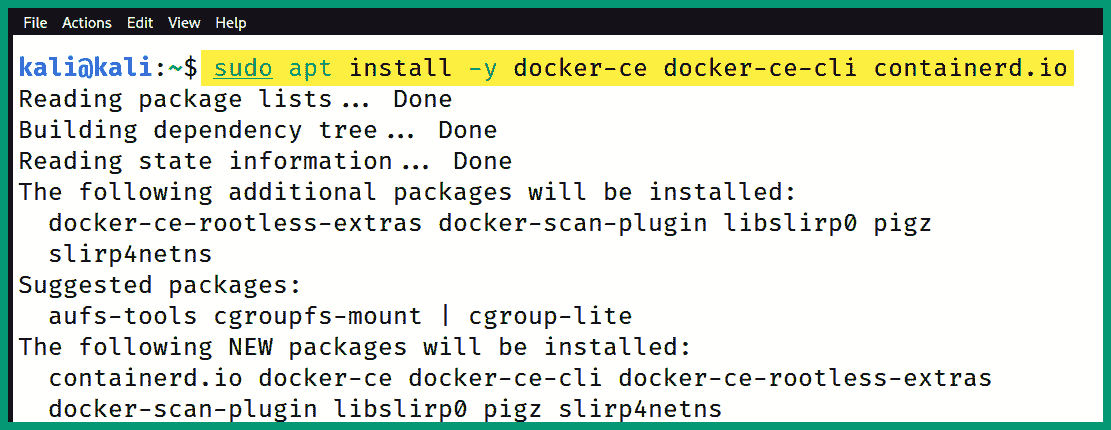 File Actions Edit View Help
kali@kali:~$ sudo apt install -y docker-ce docker-ce-cli containerd.io
Reading package lists... Done
Building dependency tree... Done
Reading state information... Done
The following additional packages will be installed:
  docker-ce-rootless-extras docker-scan-plugin libslirp0 pigz
  slirp4netns
Suggested packages:
  aufs-tools cgroupfs-mount | cgroup-lite
The following NEW packages will be installed:
  containerd.io docker-ce docker-ce-cli docker-ce-rootless-extras
  docker-scan-plugin libslirp0 pigz slirp4netns